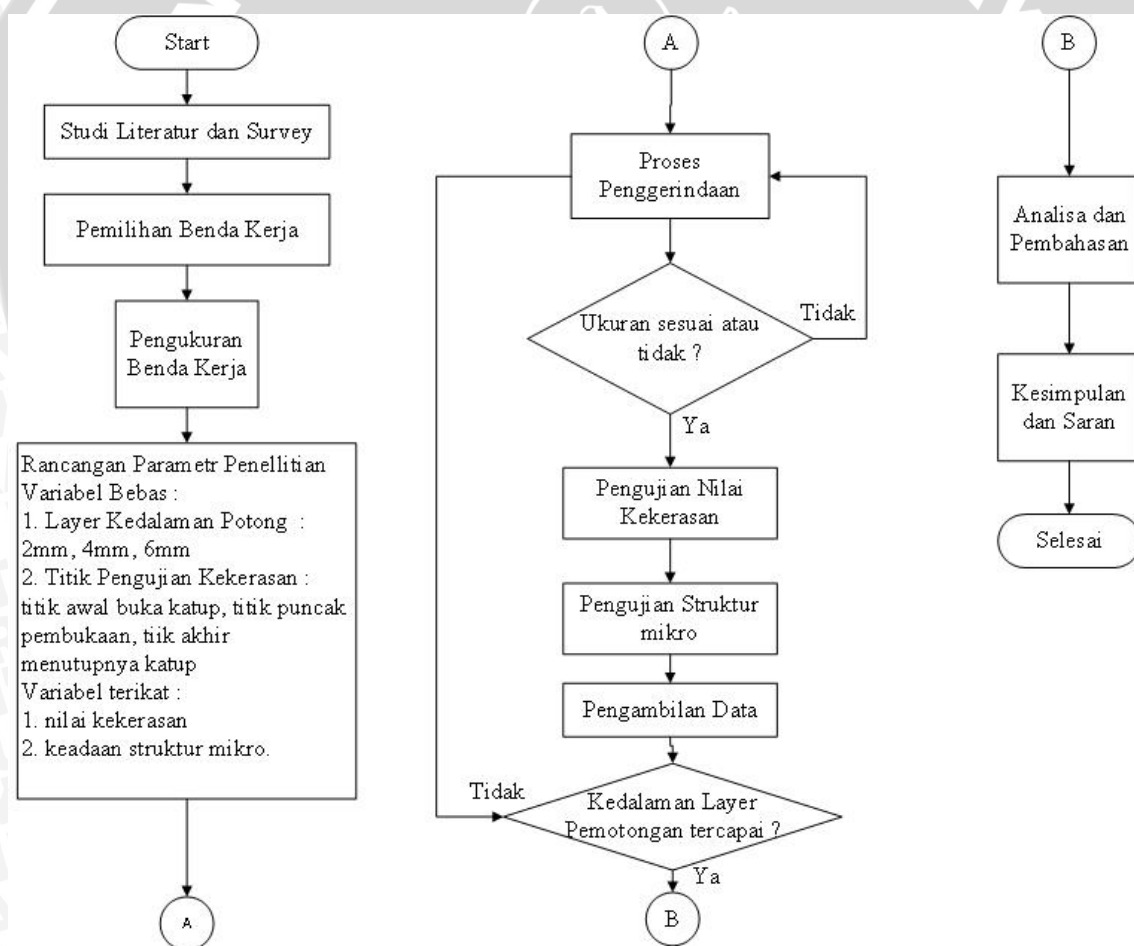 Start
Studi Literatur dan Survey
Pemilihan Benda Kerja
Pengukuran
Benda Kerja
Rancangan Parametr Penellitian
Variabel Bebas :
1. Layer Kedalaman Potong :
2mm, 4mm, 6mm
2. Titik Pengujian Kekerasan :
titik awal buka katup, titik puncak
pembukaan, tiik akhir
menutupnya katup
Variabel terikat :
1. nilai kekerasan
2. keadaan struktur mikro.
A
A
Proses
Penggerindaan
Ukuran sesuai atau
tidak ?
Tidak
Ya
Pengujian Nilai
Kekerasan
Pengujian Struktur
mikro
Pengambilan Data
Tidak
Kedalaman Layer
Pemotongan tercapai ?
Ya
B
B
Analisa dan
Pembahasan
Kesimpulan
dan Saran
Selesai